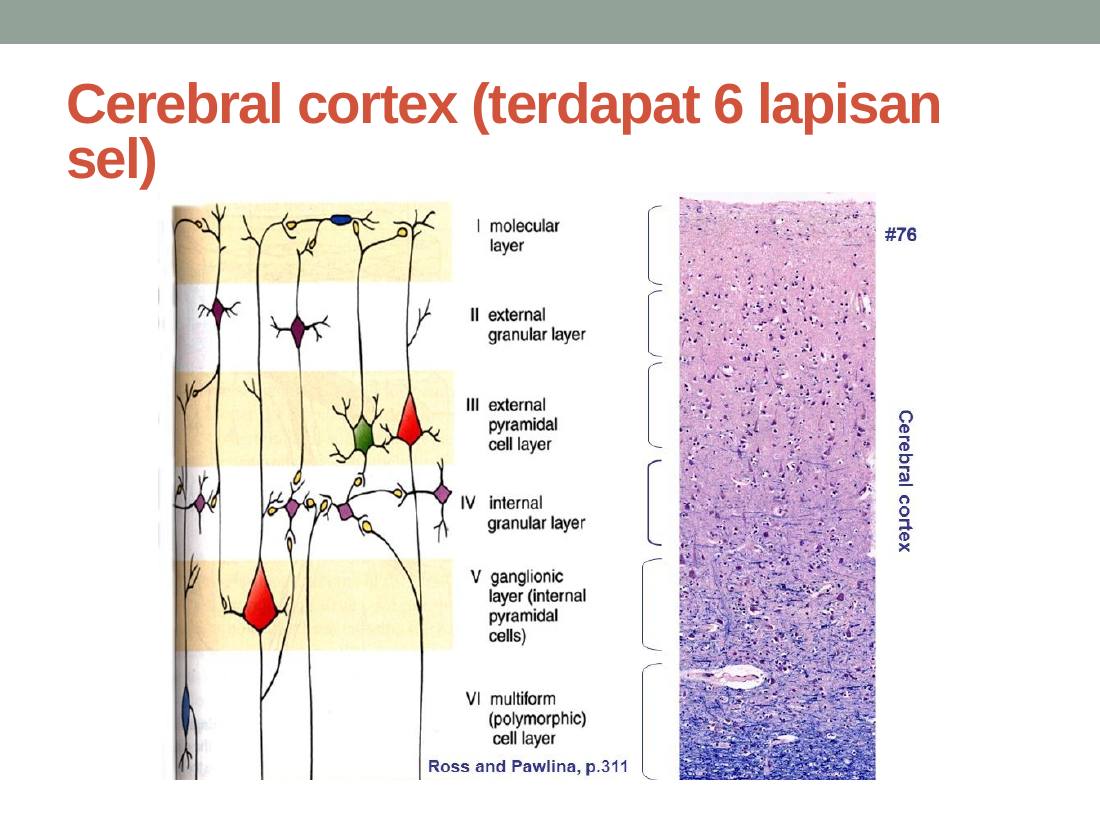 Cerebral cortex (terdapat 6 lapisan
sel)
I molecular
layer
II external
granular layer
III external
pyramidal
cell layer
IV internal
granular layer
V ganglionic
layer (internal
pyramidal
cells)
VI multiform
(polymorphic)
cell layer
Ross and Pawlina, p.311
#76
Cerebral cortex